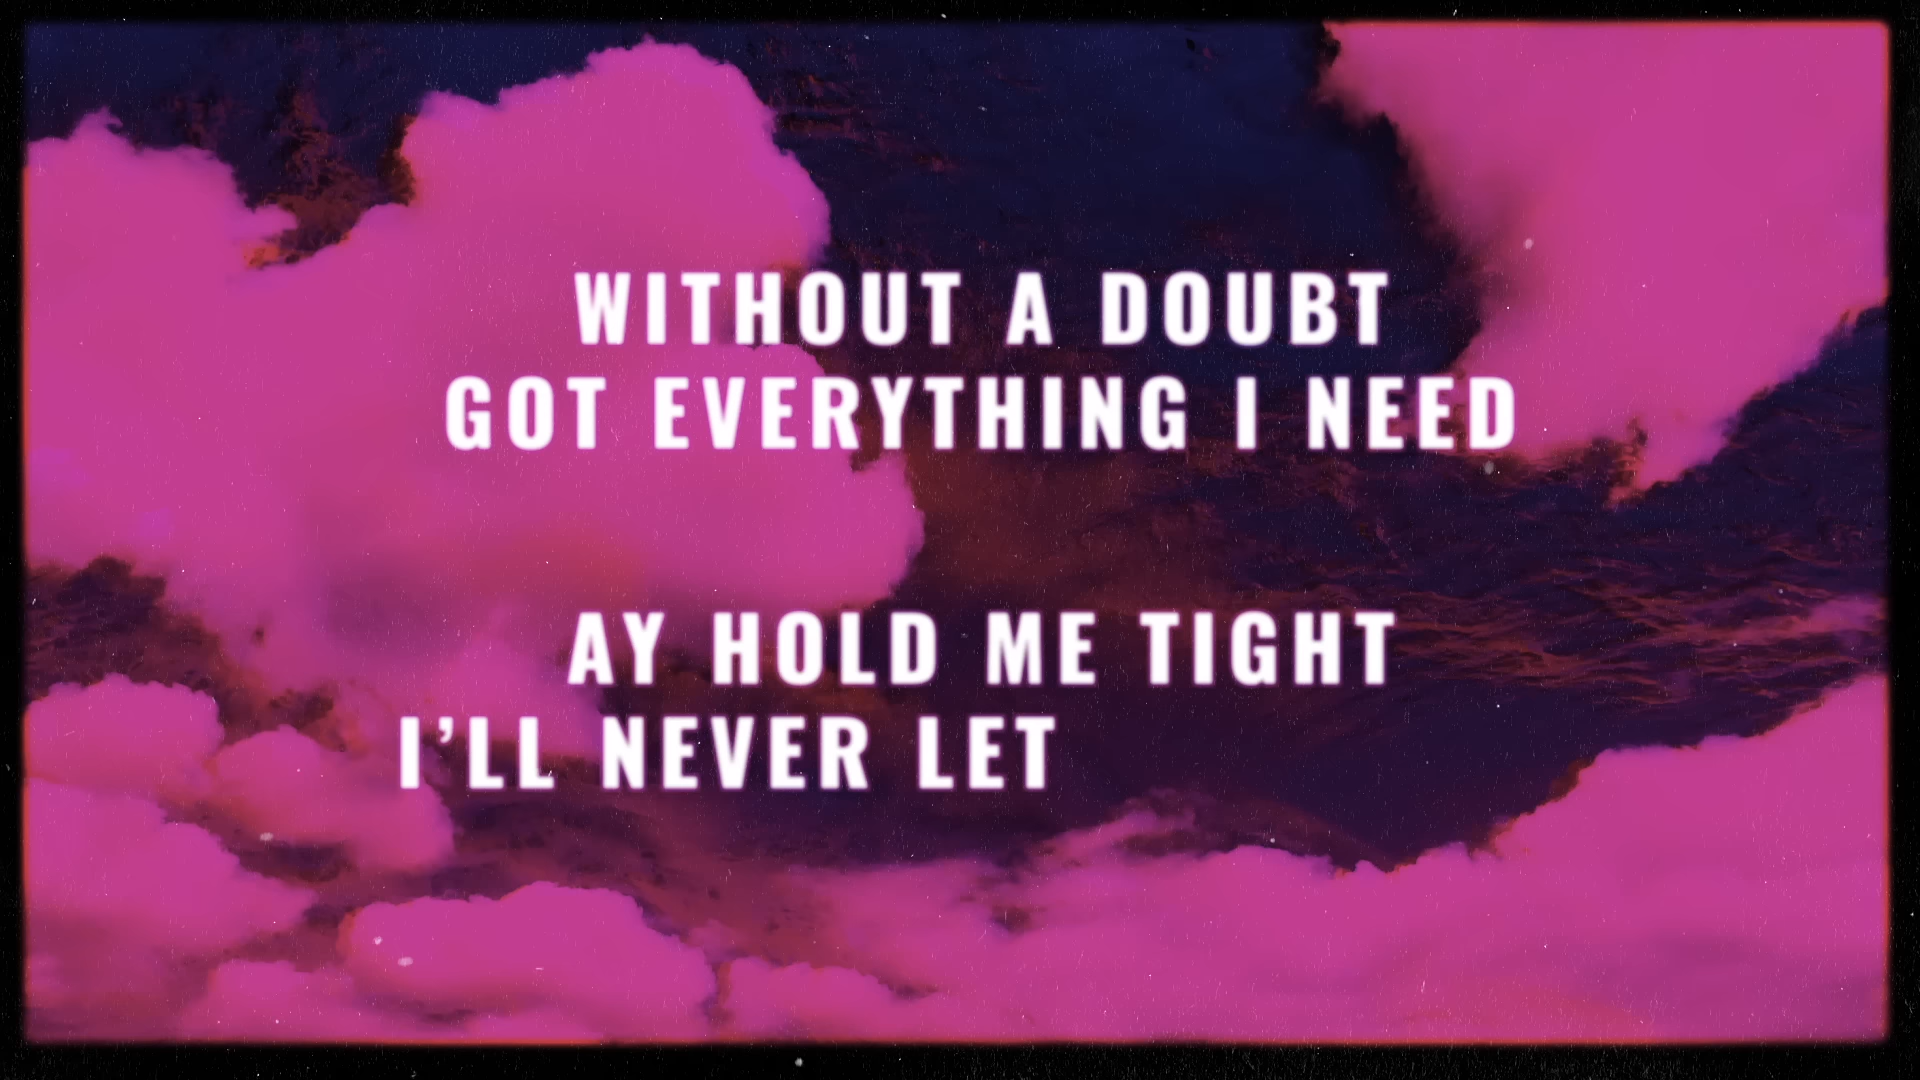 WITHOUT A DOUBT
GOT EVERYTHING I NEED
AY HOLD ME TIGHT
I’LL NEVER LET